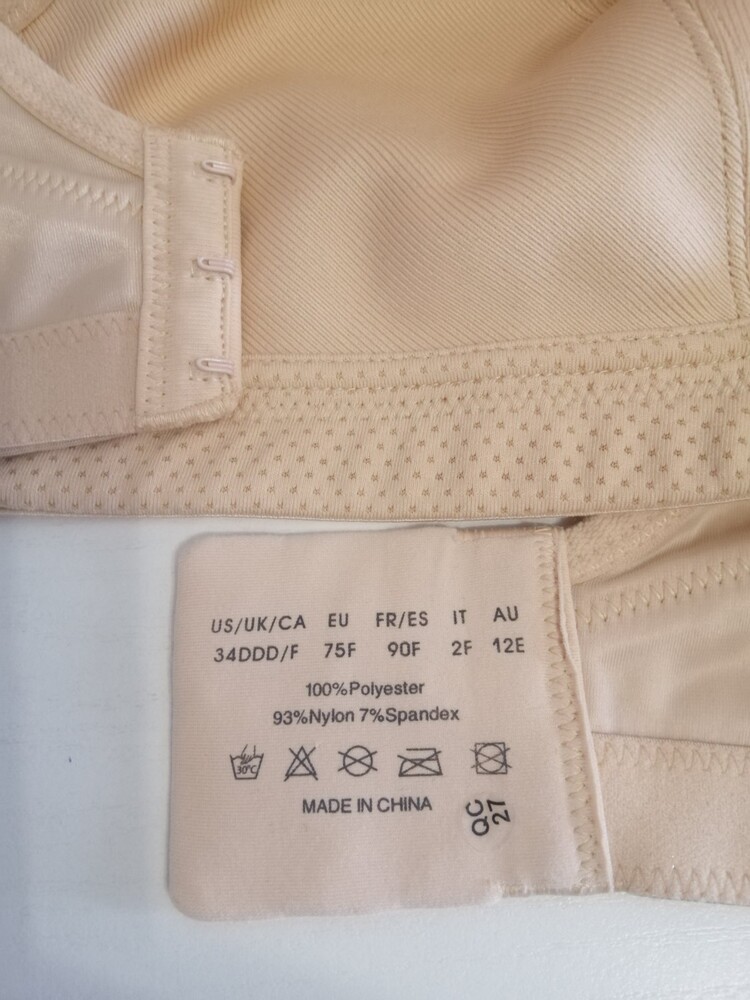 US/UK/CA EU FR/ES IT AU
34DDD/F 75F 90F 2F 12E
100%Polyester
93%Nylon 7%Spandex
30°C
MADE IN CHINA
QC
27